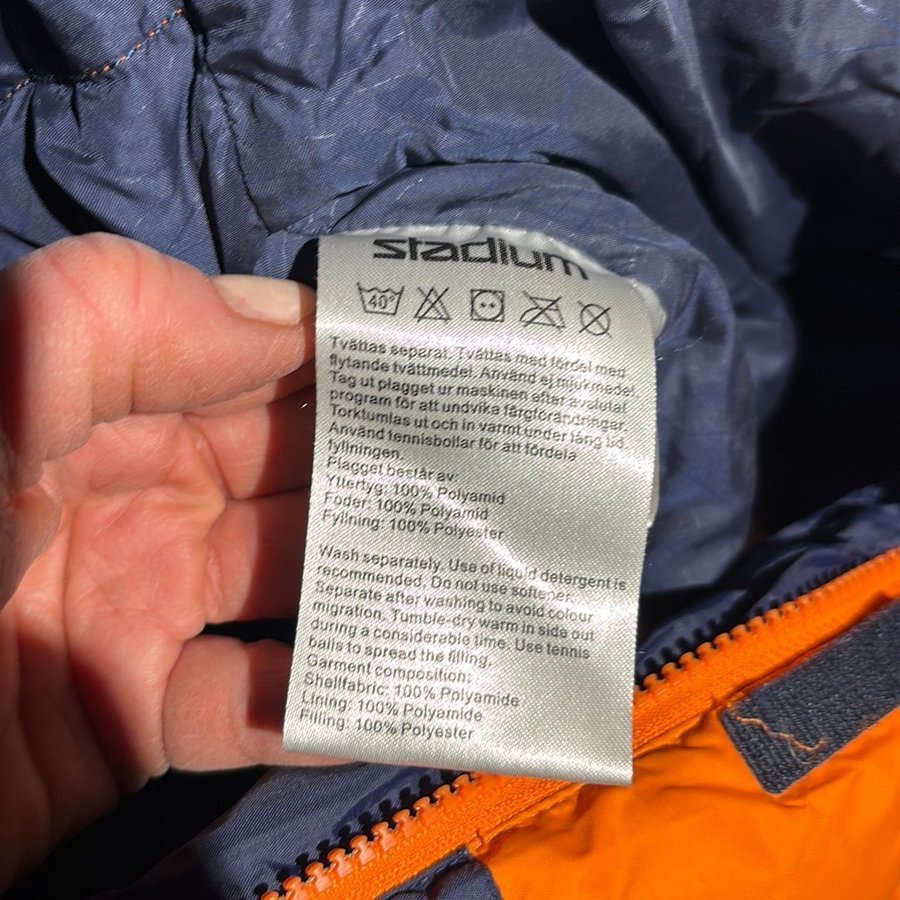 stadium
40°
Tvättas separat. Tvättas med fördel med
flytande tvättmedel. Använd ej mjukmedel.
Tag ut plagget ur maskinen efter avslutat
program för att undvika färgförändringar.
Torktumlas ut och in varmt under lång tid.
Använd tennisbollar för att fördela
fyllningen.
Plagget består av:
Yttertyg: 100% Polyamid
Foder: 100% Polyamid
Fyllning: 100% Polyester
Wash separately. Use of liquid detergent is
recommended. Do not use softener.
Separate after washing to avoid colour
migration. Tumble-dry warm in side out
during a considerable time. Use tennis
balls to spread the filling.
Garment composition:
Shellfabric: 100% Polyamide
Lining: 100% Polyamide
Filling: 100% Polyester